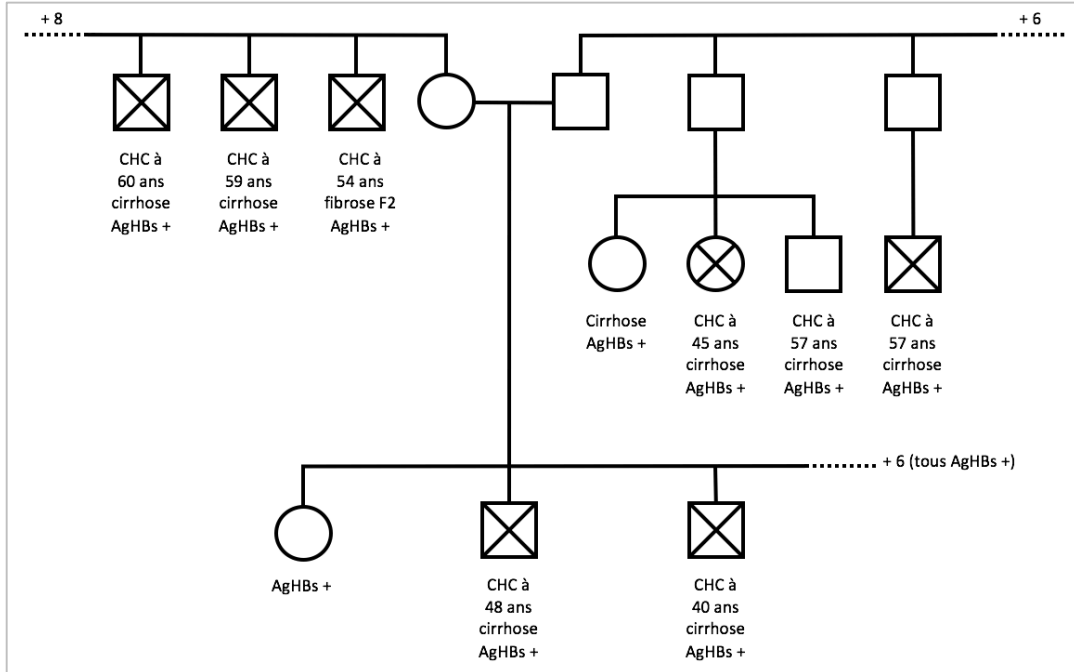 + 8
+ 6
CHC à
60 ans
cirrhose
AgHBs +
CHC à
59 ans
cirrhose
AgHBs +
CHC à
54 ans
fibrose F2
AgHBs +
Cirrhose
AgHBs +
CHC à
45 ans
cirrhose
AgHBs +
CHC à
57 ans
cirrhose
AgHBs +
CHC à
57 ans
cirrhose
AgHBs +
+ 6 (tous AgHBs +)
AgHBs +
CHC à
48 ans
cirrhose
AgHBs +
CHC à
40 ans
cirrhose
AgHBs +